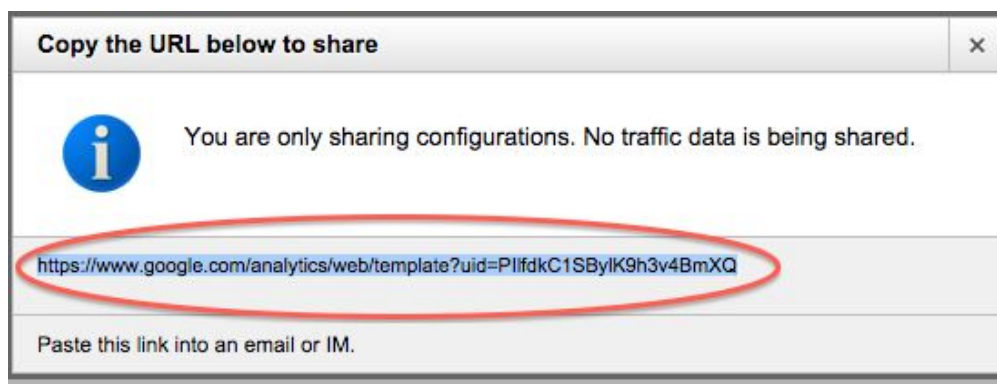 Copy the URL below to share
×
You are only sharing configurations. No traffic data is being shared.
https://www.google.com/analytics/web/template?uid=PIlfdkC1SBylK9h3v4BmXQ
Paste this link into an email or IM.